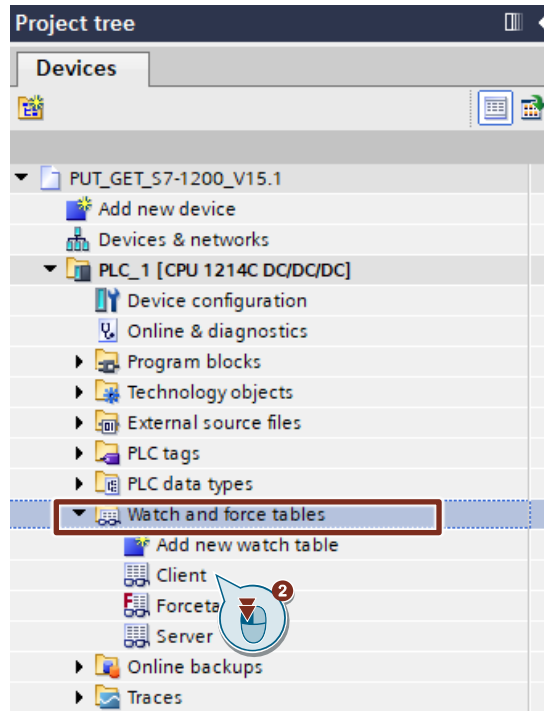 Project tree
Devices
PUT_GET_S7-1200_V15.1
Add new device
Devices & networks
PLC_1 [CPU 1214C DC/DC/DC]
Device configuration
Online & diagnostics
Program blocks
Technology objects
External source files
PLC tags
PLC data types
Watch and force tables
Add new watch table
Client
2
Forceta
Server
Online backups
Traces